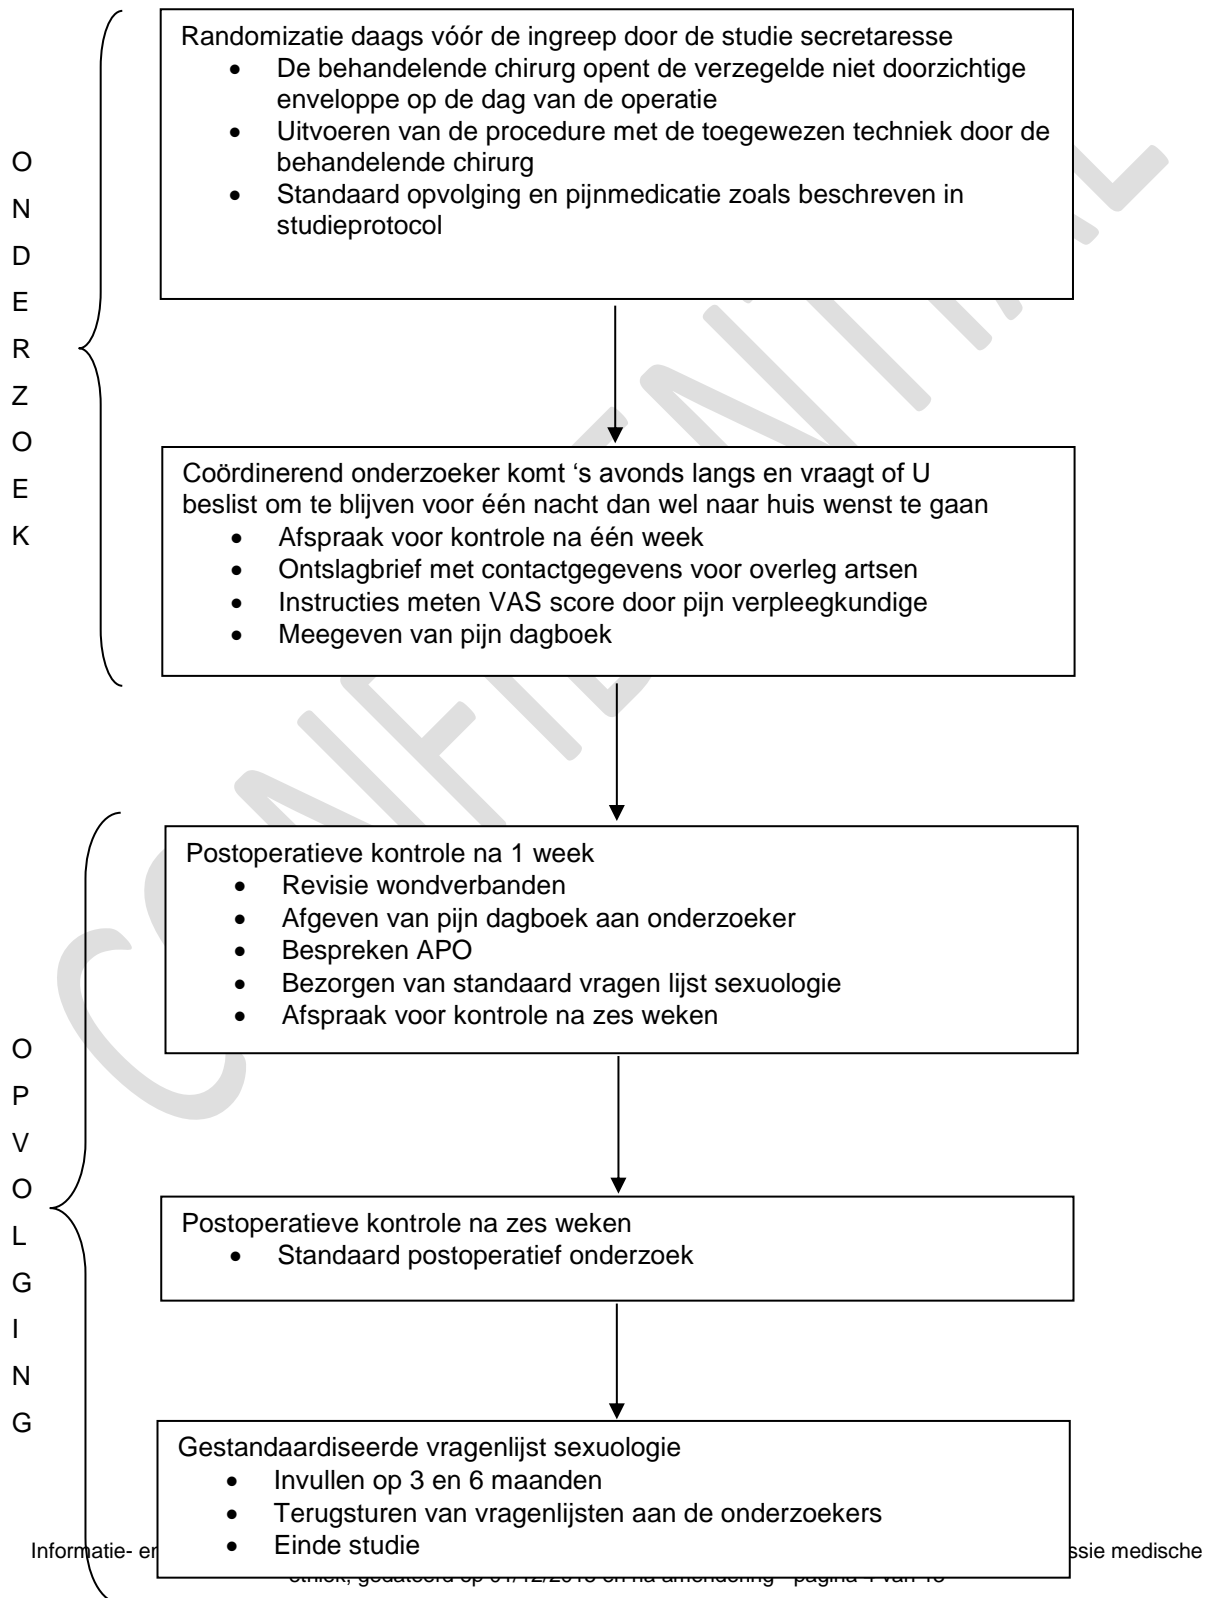 Randomizatie daags vóór de ingreep door de studie secretaresse
• De behandelende chirurg opent de verzegelde niet doorzichtige
enveloppe op de dag van de operatie
• Uitvoeren van de procedure met de toegewezen techniek door de
behandelende chirurg
• Standaard opvolging en pijnmedicatie zoals beschreven in
studieprotocol
ONDERZOEK
Coördinerend onderzoeker komt ‘s avonds langs en vraagt of U
beslist om te blijven voor één nacht dan wel naar huis wenst te gaan
• Afspraak voor kontrole na één week
• Ontslagbrief met contactgegevens voor overleg artsen
• Instructies meten VAS score door pijn verpleegkundige
• Meegeven van pijn dagboek
CONFIDENTIAL
Postoperatieve kontrole na 1 week
• Revisie wondverbanden
• Afgeven van pijn dagboek aan onderzoeker
• Bespreken APO
• Bezorgen van standaard vragen lijst sexuologie
• Afspraak voor kontrole na zes weken
OPVOLGING
Postoperatieve kontrole na zes weken
• Standaard postoperatief onderzoek
Gestandaardiseerde vragenlijst sexuologie
• Invullen op 3 en 6 maanden
• Terugsturen van vragenlijsten aan de onderzoekers
• Einde studie
Informatie- en ssie medische